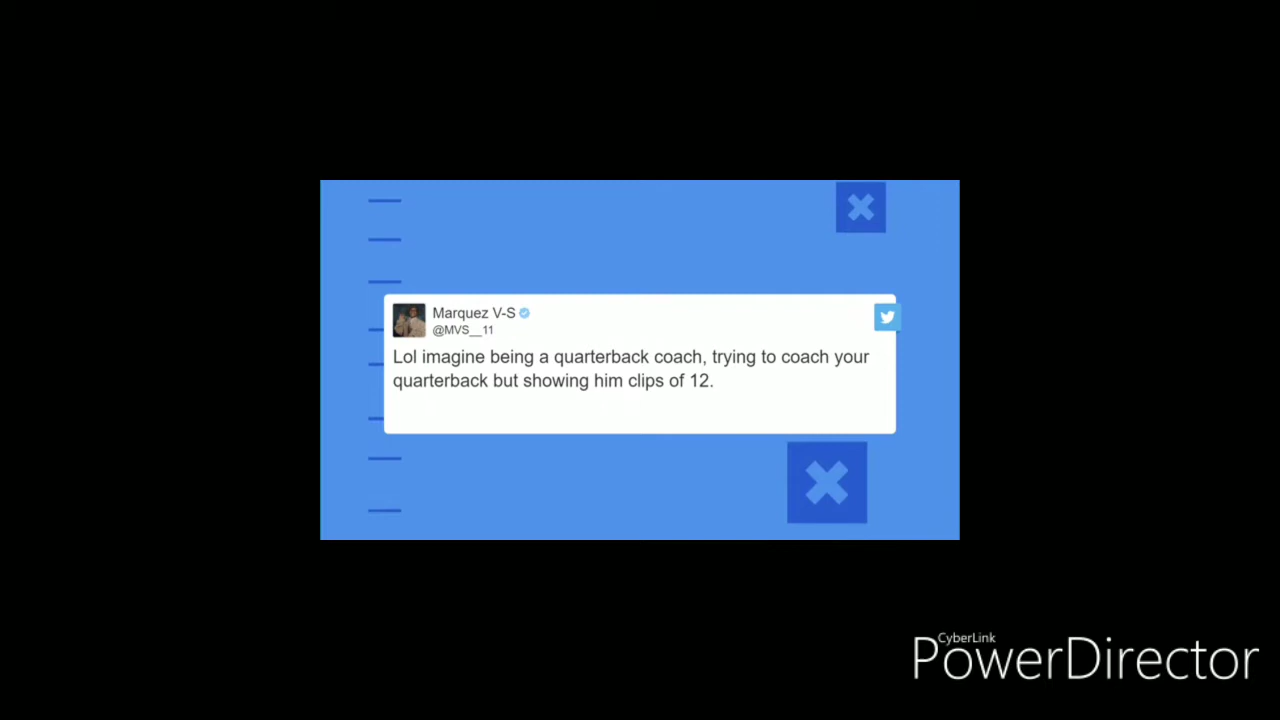 Marquez V-S
@MVS__11
Lol imagine being a quarterback coach, trying to coach your
quarterback but showing him clips of 12.
CyberLink
PowerDirector